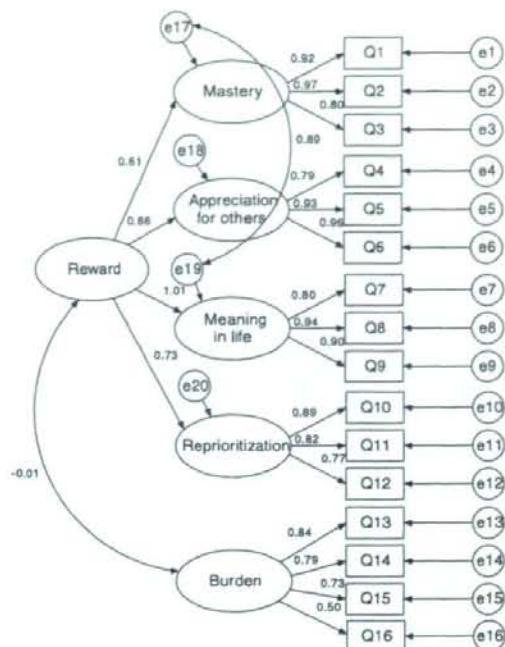 e17
0.92
Q1
e1
Mastery
0.97
Q2
e2
0.80
Q3
e3
0.89
e18
0.79
Q4
e4
0.61
Appreciation
for others
0.93
Q5
e5
0.66
Q6
e6
Reward
e19
1.01
0.80
Q7
e7
Meaning
in life
0.94
Q8
e8
0.90
Q9
e9
0.73
e20
0.89
Q10
e10
Reprioritization
0.82
Q11
e11
0.77
Q12
e12
-0.01
0.84
Q13
e13
0.79
Q14
e14
Burden
0.73
Q15
e15
0.50
Q16
e16